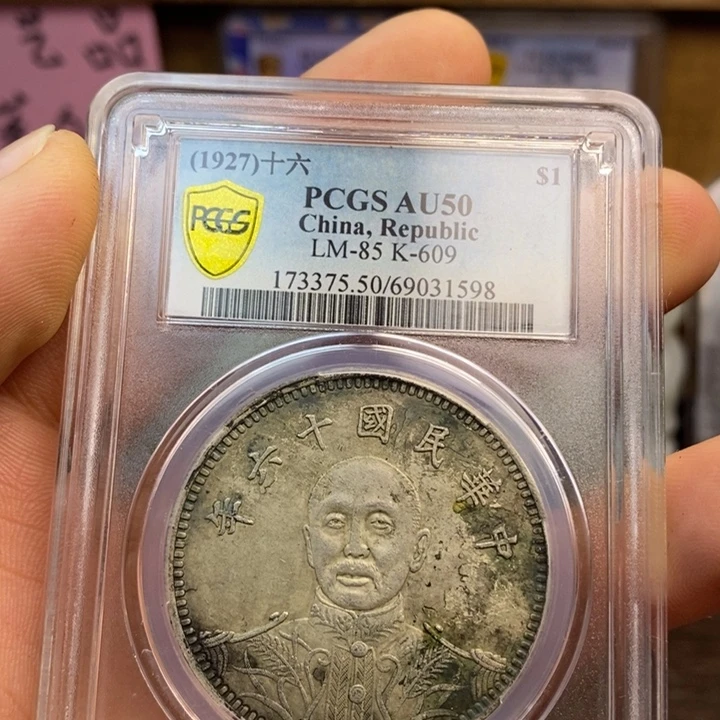 (1927)十六 $1
PCGS
PCGS AU50
China, Republic
LM-85 K-609
173375.50/69031598
中華民國十六年